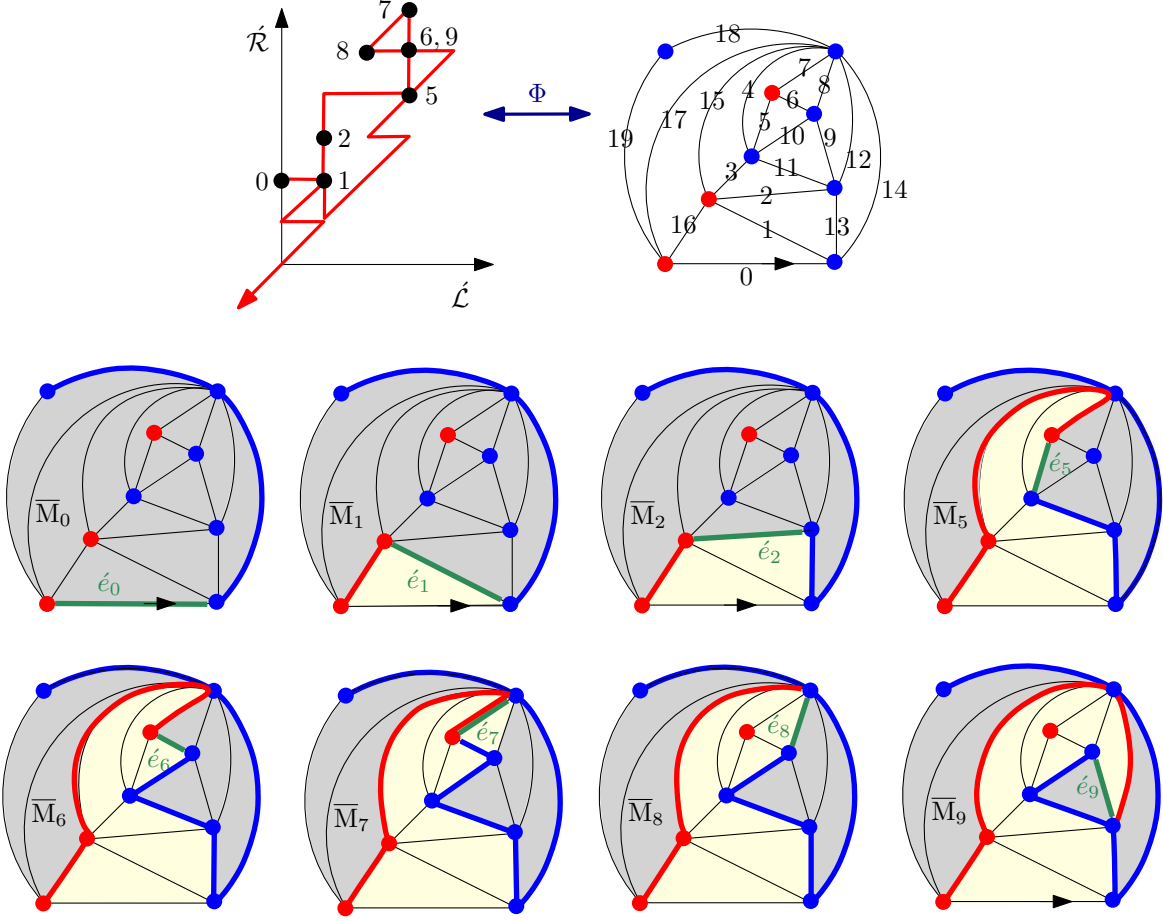 7
8
6, 9
5
2
0
1
Ŕ
Ĺ
Φ
18
7
4
8
15
6
17
5
10
9
19
3
11
12
2
14
16
1
13
0
M̅₀
é₀
M̅₁
é₁
M̅₂
é₂
M̅₅
é₅
M̅₆
é₆
M̅₇
é₇
M̅₈
é₈
M̅₉
é₉